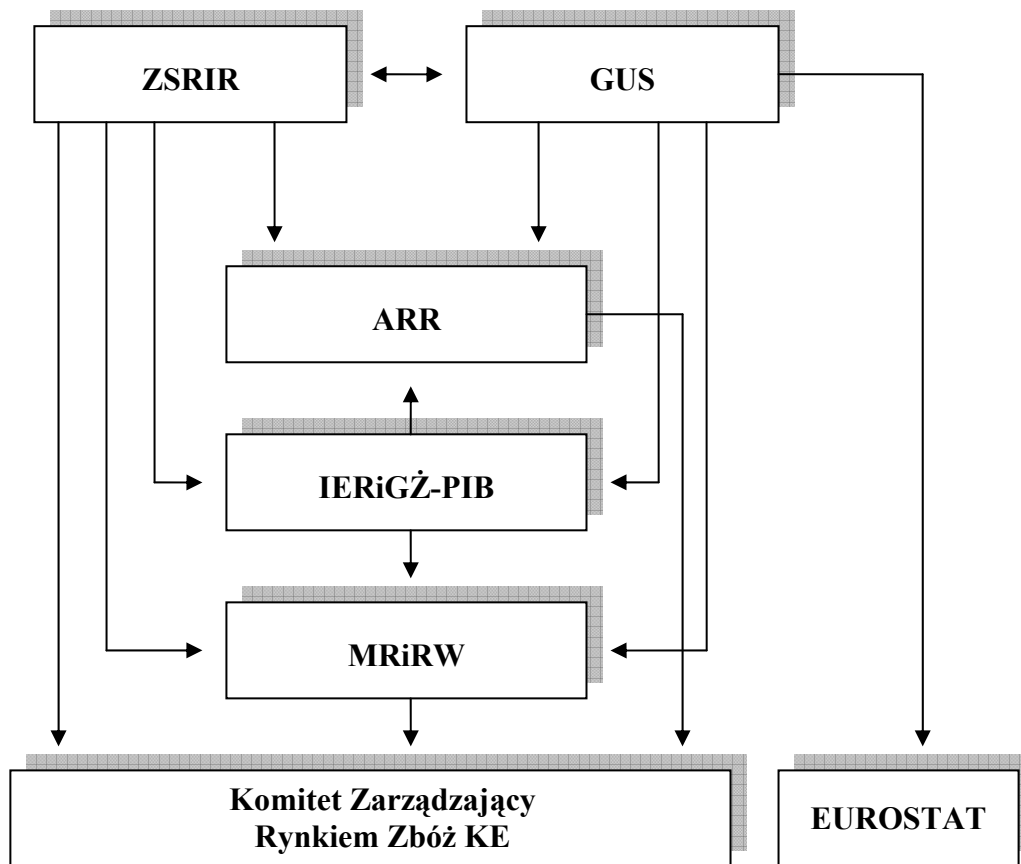 ZSRIR
GUS
ARR
IERiGŻ-PIB
MRiRW
Komitet Zarządzający
Rynkiem Zbóż KE
EUROSTAT